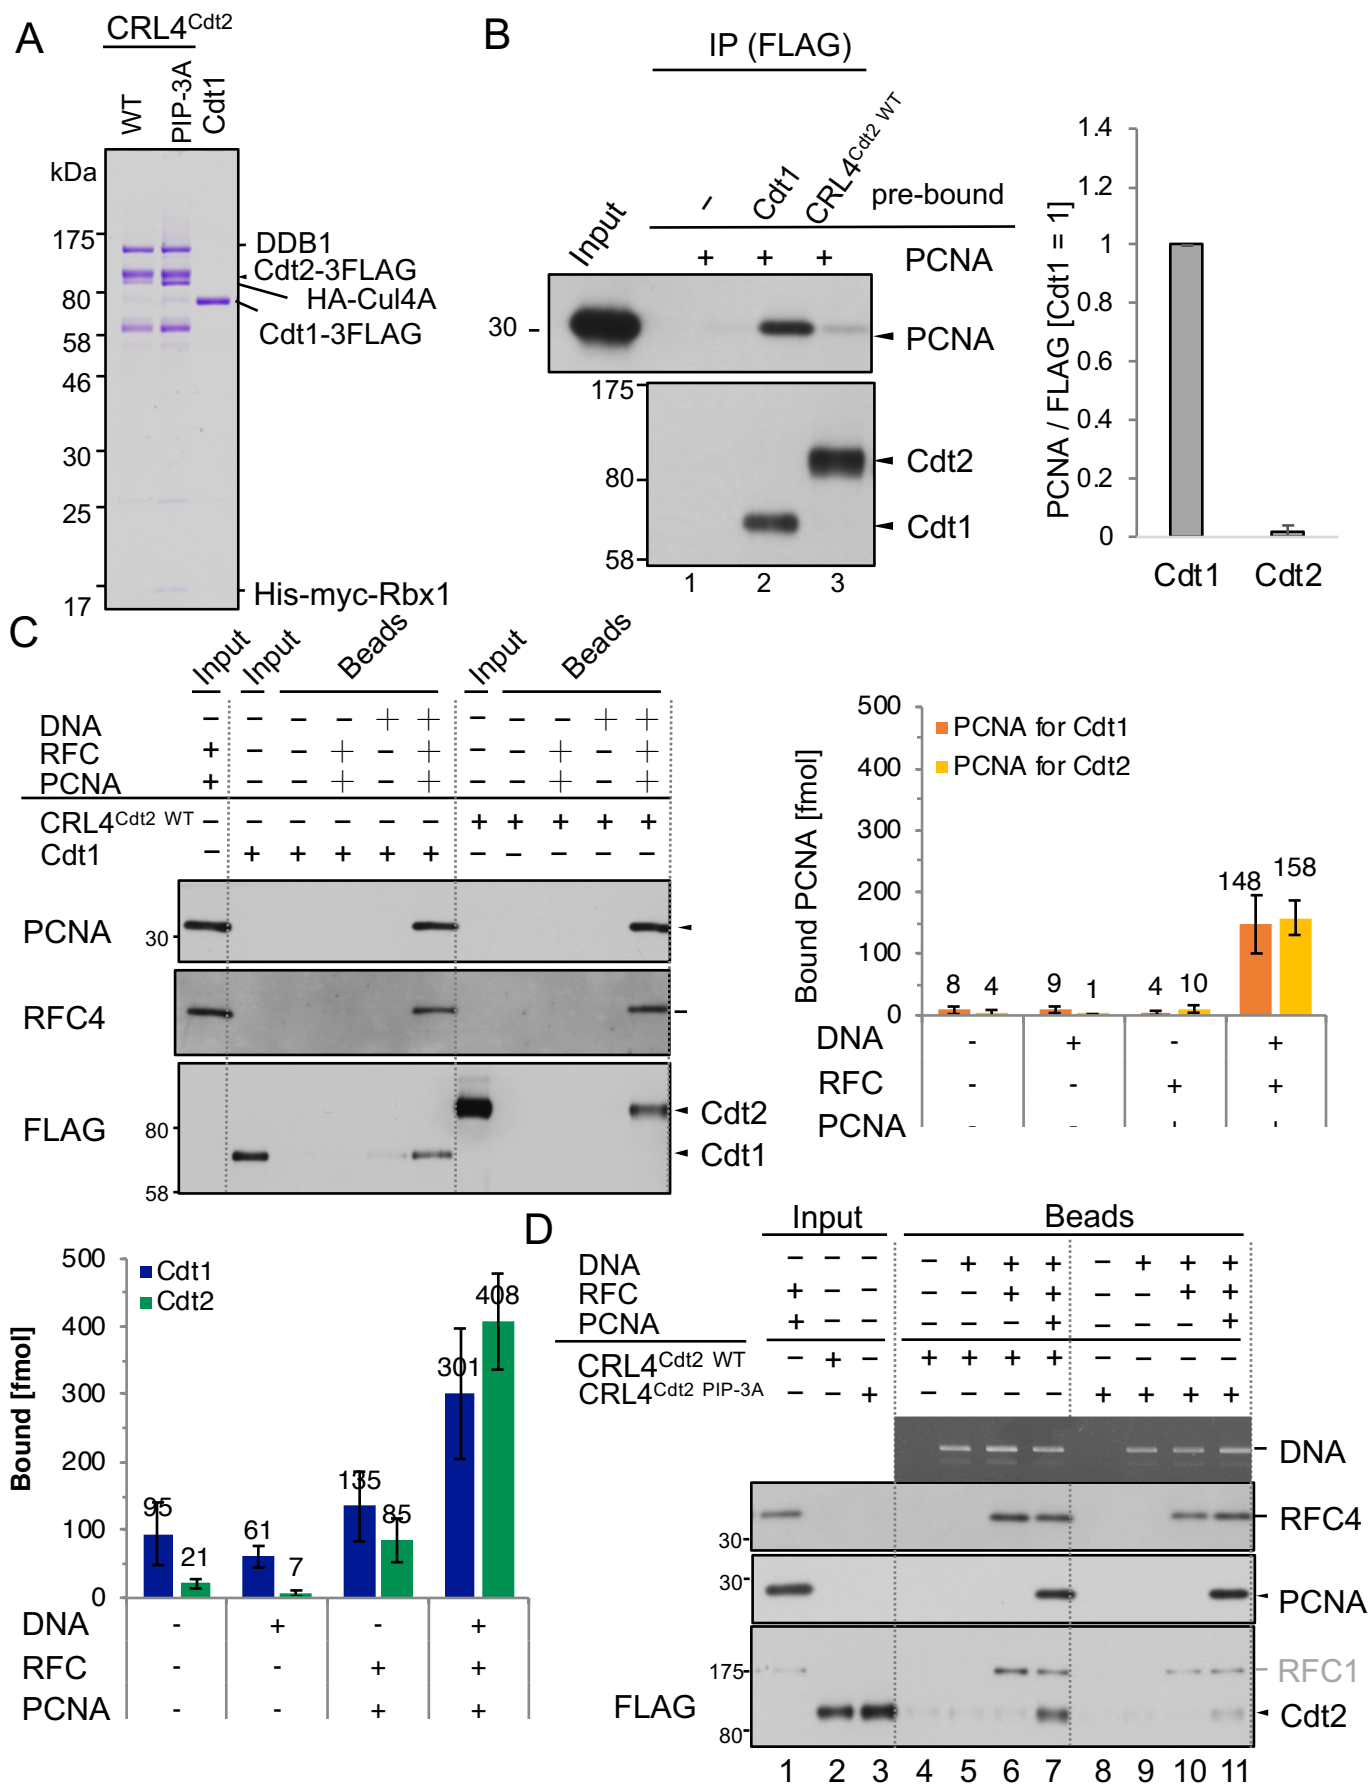 A
CRL4Cdt2
WT
PIP-3A
Cdt1
kDa
175
80
58
46
30
25
17
DDB1
Cdt2-3FLAG
HA-Cul4A
Cdt1-3FLAG
His-myc-Rbx1
B
IP (FLAG)
Input
–
Cdt1
CRL4Cdt2 WT
pre-bound
+ + + PCNA
30
PCNA
175
80
58
Cdt2
Cdt1
1 2 3
PCNA / FLAG [Cdt1 = 1]
1.4
1.2
1
0.8
0.6
0.4
0.2
0
Cdt1 Cdt2
C
Input Input Beads Input Beads
DNA – – – – + + – – – + +
RFC + – – + – + – – + – +
PCNA + – – + – + – – + – +
CRL4Cdt2 WT – – – – – – + + + + +
Cdt1 – + + + + + – – – – –
PCNA
30
RFC4
FLAG
80
58
Cdt2
Cdt1
Bound PCNA [fmol]
500
400
300
200
100
0
PCNA for Cdt1
PCNA for Cdt2
8 4 9 1 4 10 148 158
DNA - + - +
RFC - - + +
PCNA - - + +
Bound [fmol]
500
400
300
200
100
0
Cdt1
Cdt2
95 21 61 7 135 85 301 408
DNA - + - +
RFC - - + +
PCNA - - + +
D
Input Beads
DNA – – – – + + + – + + +
RFC + – – – – + + – – + +
PCNA + – – – – – + – – – +
CRL4Cdt2 WT – + – + + + + – – – –
CRL4Cdt2 PIP-3A – – + – – – – + + + +
DNA
30
RFC4
30
PCNA
FLAG
175
80
RFC1
Cdt2
1 2 3 4 5 6 7 8 9 10 11